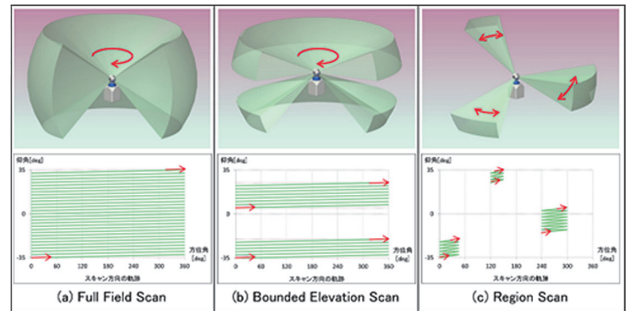 仰角[deg]
35
0
-35
0 60 120 180 240 300 360
方位角
[deg]
スキャン方向の軌跡
(a) Full Field Scan
仰角[deg]
35
0
-35
0 60 120 180 240 300 360
方位角
[deg]
スキャン方向の軌跡
(b) Bounded Elevation Scan
仰角[deg]
35
0
-35
0 60 120 180 240 300 360
方位角
[deg]
スキャン方向の軌跡
(c) Region Scan